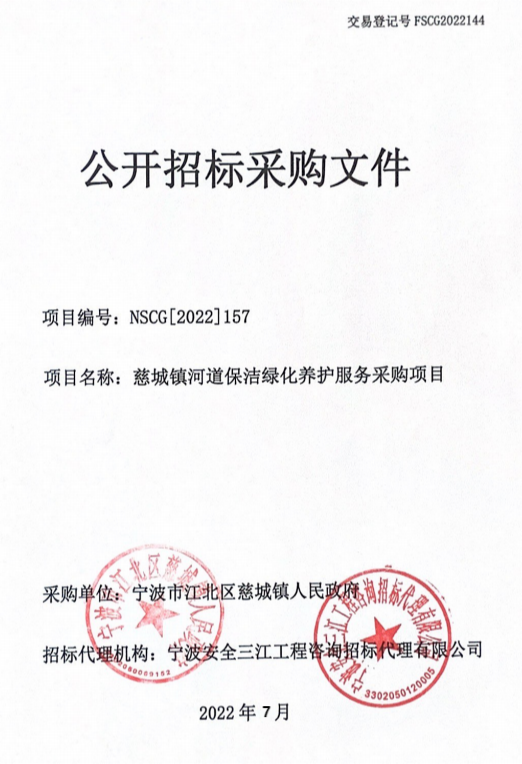 交易登记号 FSCG2022144
公开招标采购文件
项目编号：NSCG[2022]157
项目名称：慈城镇河道保洁绿化养护服务采购项目
采购单位：宁波市江北区慈城镇人民政府
招标代理机构：宁波安全三江工程咨询招标代理有限公司
3302050120005
2022 年 7 月